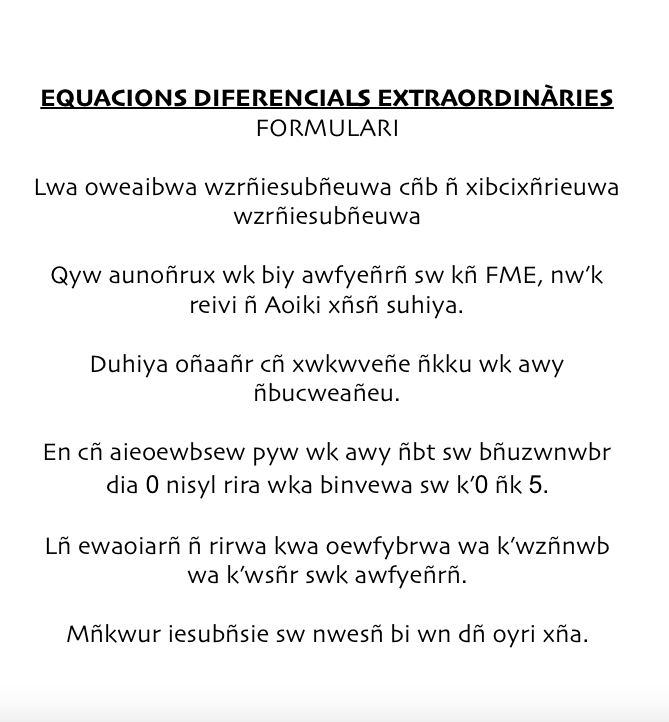 EQUACIONS DIFERENCIALS EXTRAORDINÀRIES
FORMULARI
Lwa oweaibwa wzrñiesubñeuwa cñb ñ xibcixñrieuwa
wzrñiesubñeuwa
Qyw aunoñrux wk biy awfyeñrñ sw kñ FME, nw’k
reivi ñ Aoiki xñsñ suhiya.
Duhiya oñaañr cñ xwkwveñe ñkku wk awy
ñbucweañeu.
En cñ aieoewbsew pyw wk awy ñbt sw bñuzwnwbr
dia 0 nisyl rira wka binvewa sw k’0 ñk 5.
Lñ ewaoiarñ ñ rirwa kwa oewfybrwa wa k’wzñnwb
wa k’wsñr swk awfyeñrñ.
Mñkwur iesubñsie sw nwesñ bi wn dñ oyri xña.